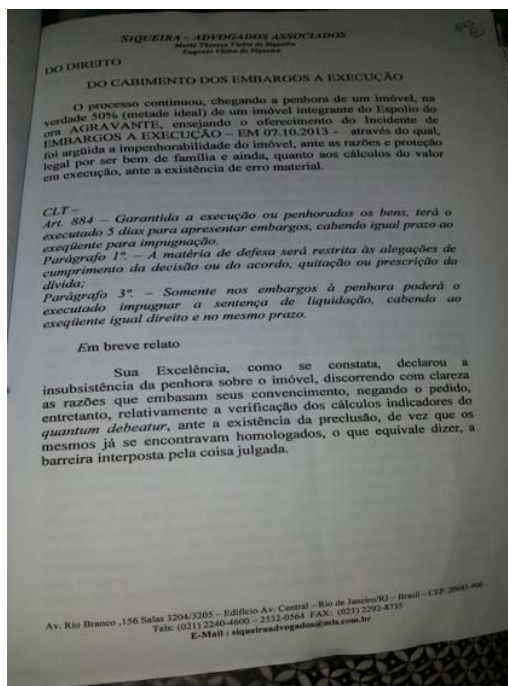 SIQUEIRA – ADVOGADOS ASSOCIADOS
Maria Thereza Vieira de Siqueira
Eugenio Vieira de Siqueira
DO DIREITO
DO CABIMENTO DOS EMBARGOS A EXECUÇÃO
O processo continuou, chegando a penhora de um imóvel, na
verdade 50% (metade ideal) de um imóvel integrante do Espolio do
ora AGRAVANTE, ensejando o oferecimento do Incidente de
EMBARGOS A EXECUÇÃO – EM 07.10.2013 - através do qual,
foi argüida a impenhorabilidade do imóvel, ante as razões e proteção
legal por ser bem de família e ainda, quanto aos cálculos do valor
em execução, ante a existência de erro material.
CLT –
Art. 884 – Garantida a execução ou penhorados os bens, terá o
executado 5 dias para apresentar embargos, cabendo igual prazo ao
exeqüente para impugnação.
Parágrafo 1º. – A matéria de defesa será restrita às alegações de
cumprimento da decisão ou do acordo, quitação ou prescrição da
divida;
Parágrafo 3º. – Somente nos embargos à penhora poderá o
executado impugnar a sentença de liquidação, cabendo ao
exeqüente igual direito e no mesmo prazo.
Em breve relato
Sua Excelência, como se constata, declarou a
insubsistência da penhora sobre o imóvel, discorrendo com clareza
as razões que embasam seus convencimento, negando o pedido,
entretanto, relativamente a verificação dos cálculos indicadores do
quantum debeatur, ante a existência da preclusão, de vez que os
mesmos já se encontravam homologados, o que equivale dizer, a
barreira interposta pela coisa julgada.
Av. Rio Branco ,156 Salas 3204/3205 – Edifício Av. Central – Rio de Janeiro/RJ – Brasil – CEP. 20043-900
Tels: (021) 2240-4600 – 2532-0564 FAX: (021) 2292-8735
E-Mail : siqueiraadvogados@mls.com.br